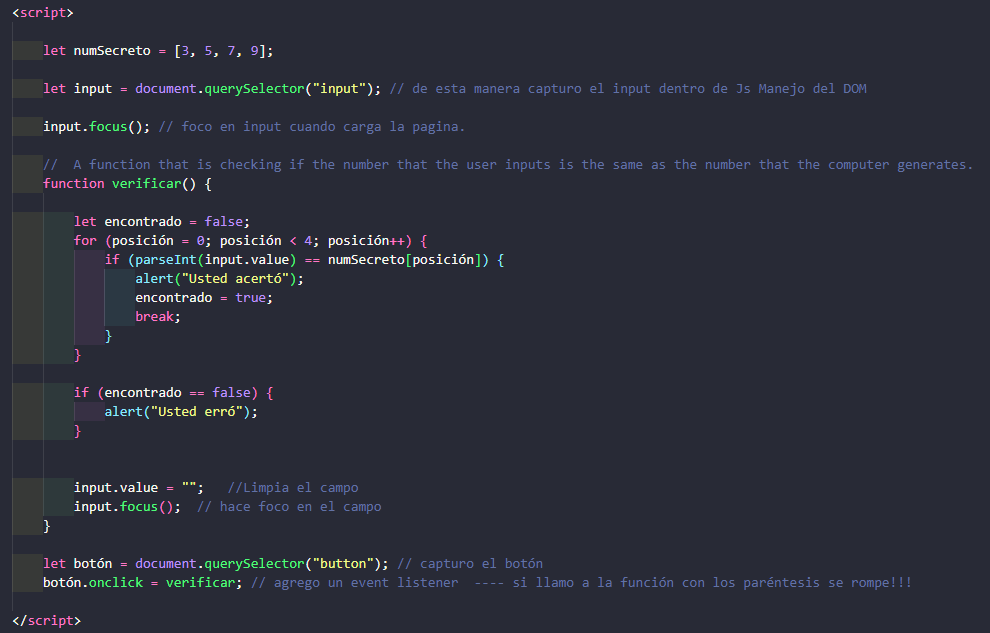 <script>
let numSecreto = [3, 5, 7, 9];
let input = document.querySelector("input"); // de esta manera capturo el input dentro de Js Manejo del DOM
input.focus(); // foco en input cuando carga la pagina.
//  A function that is checking if the number that the user inputs is the same as the number that the computer generates.
function verificar() {
let encontrado = false;
for (posición = 0; posición < 4; posición++) {
if (parseInt(input.value) == numSecreto[posición]) {
alert("Usted acertó");
encontrado = true;
break;
}
}
if (encontrado == false) {
alert("Usted erró");
}
input.value = "";   //Limpia el campo
input.focus();  // hace foco en el campo
}
let botón = document.querySelector("button"); // capturo el botón
botón.onclick = verificar; // agrego un event listener  ---- si llamo a la función con los paréntesis se rompe!!!
</script>